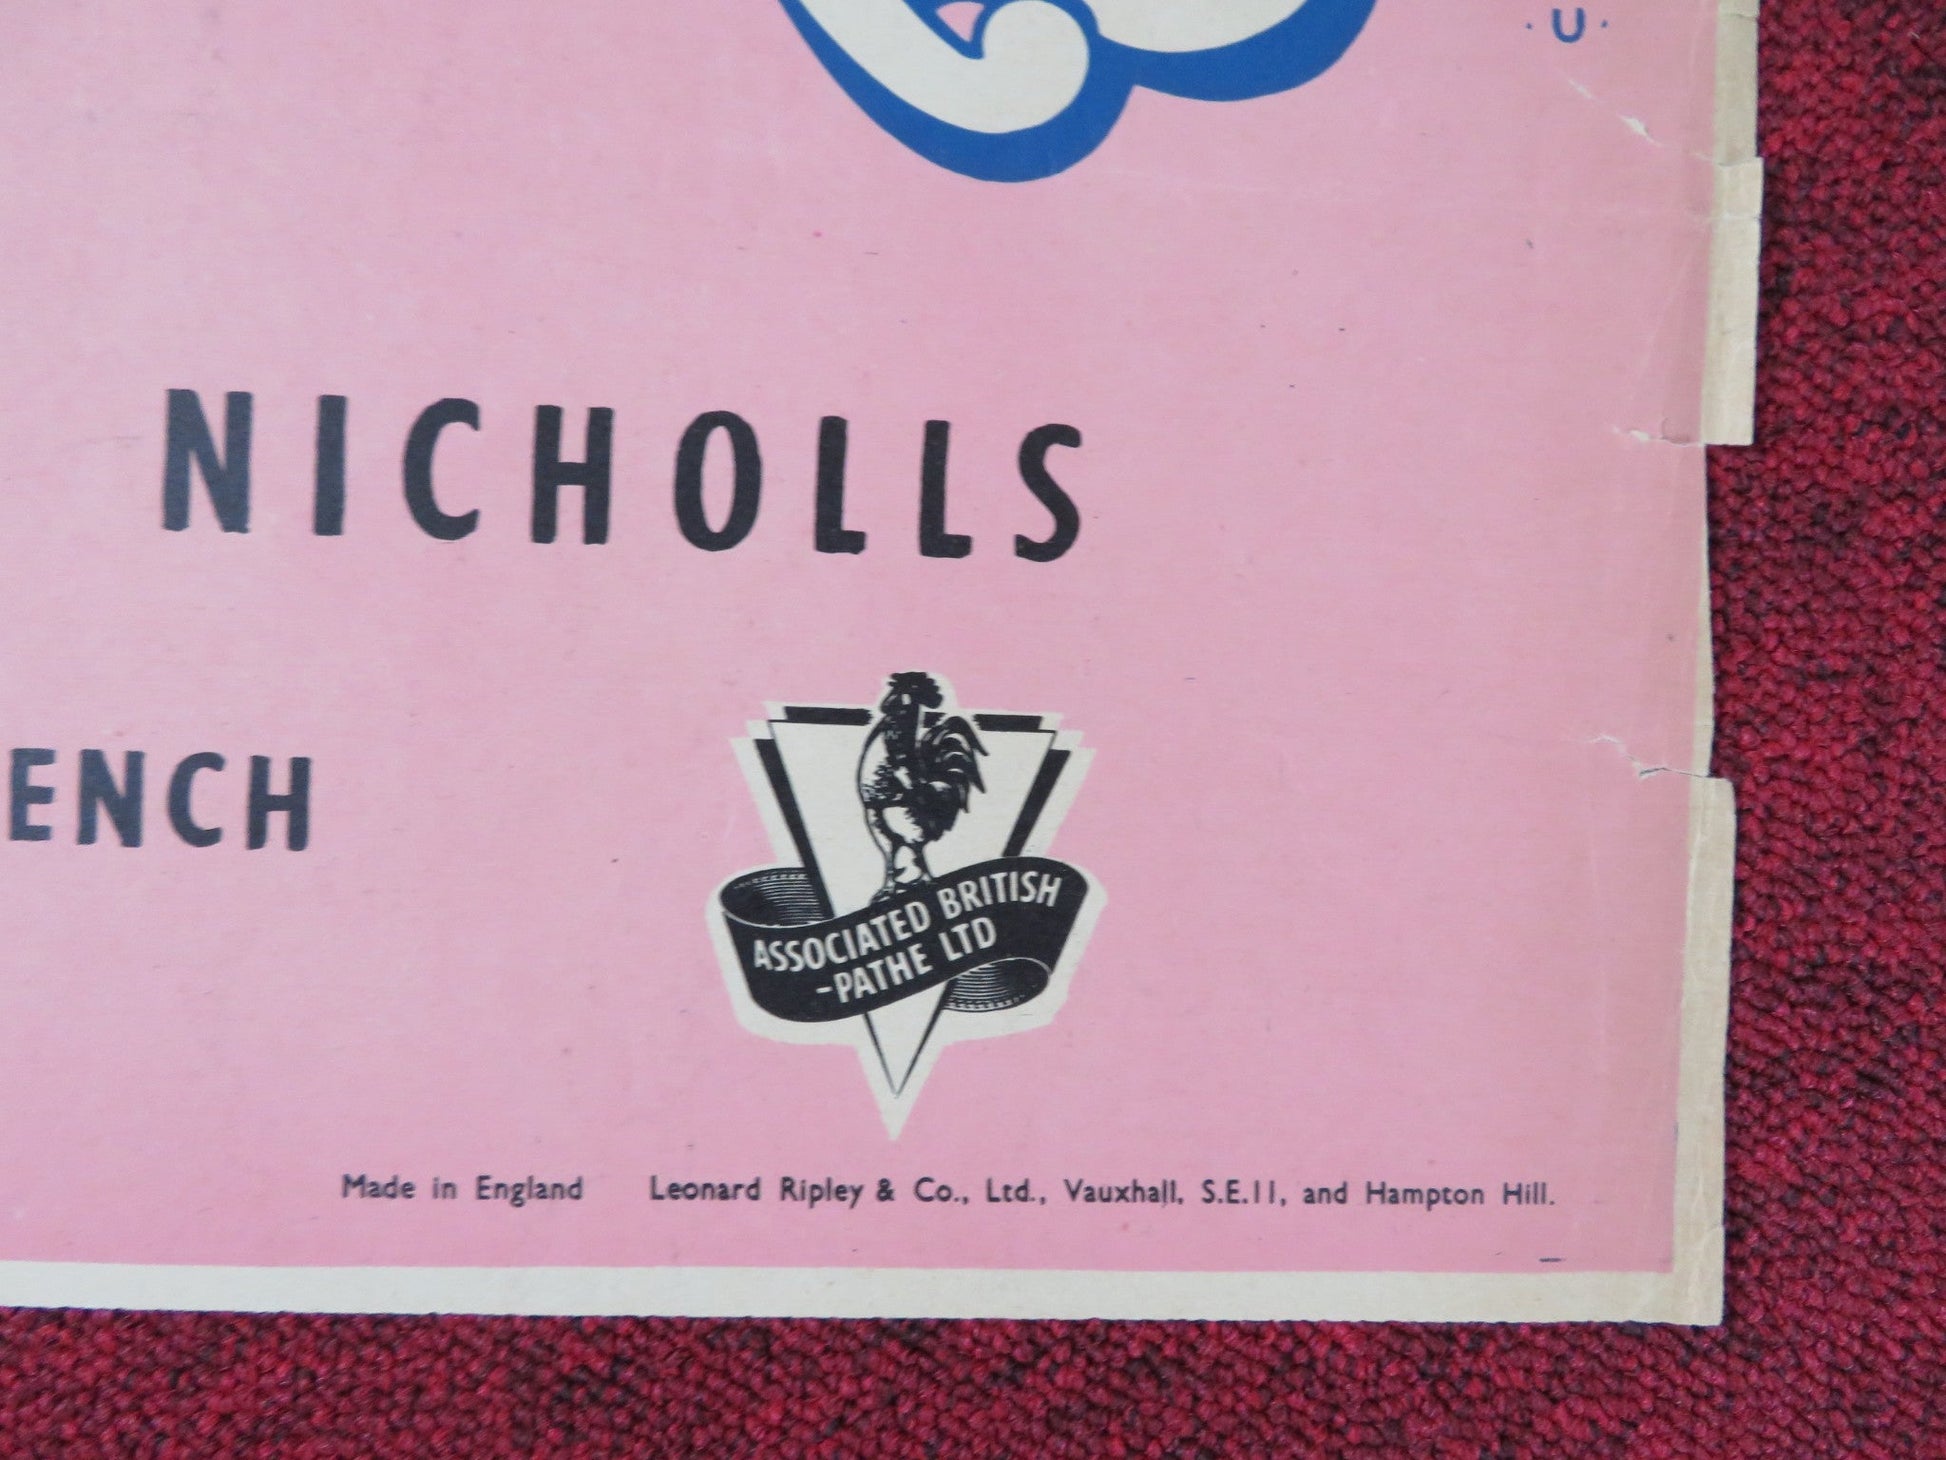 · U ·
NICHOLLS
ENCH
ASSOCIATED BRITISH
-PATHE LTD
Made in England Leonard Ripley & Co., Ltd., Vauxhall, S.E.11, and Hampton Hill.